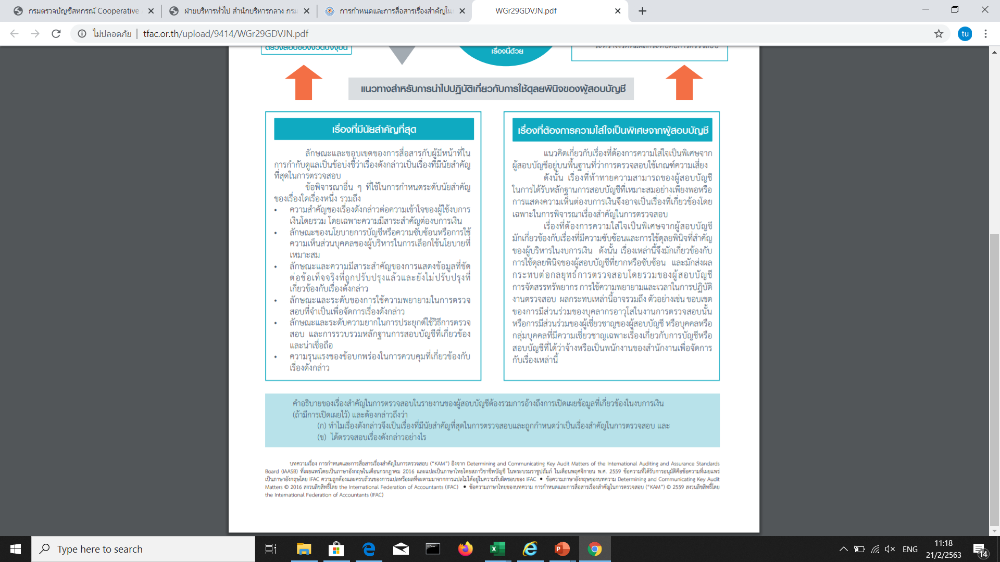 กรมตรวจบัญชีสหกรณ์ Cooperative
ฝ่ายบริหารทั่วไป สำนักบริหารกลาง กรม
การกำหนดและการสื่อสารเรื่องสำคัญใน
WGr29GDVJN.pdf
ไม่ปลอดภัย | tfac.or.th/upload/9414/WGr29GDVJN.pdf
tu
ตรวจสอบของงวดปัจจุบัน
เรื่องนี้ด้วย
แนวทางสำหรับการนำไปปฏิบัติเกี่ยวกับการใช้ดุลยพินิจของผู้สอบบัญชี
เรื่องที่มีนัยสำคัญที่สุด
ลักษณะและขอบเขตของการสื่อสารกับผู้มีหน้าที่ใน
การกำกับดูแลเป็นข้อบ่งชี้ว่าเรื่องดังกล่าวเป็นเรื่องที่มีนัยสำคัญ
ที่สุดในการตรวจสอบ
ข้อพิจารณาอื่น ๆ ที่ใช้ในการกำหนดระดับนัยสำคัญ
ของเรื่องใดเรื่องหนึ่ง รวมถึง
• ความสำคัญของเรื่องดังกล่าวต่อความเข้าใจของผู้ใช้งบการ
เงินโดยรวม โดยเฉพาะความมีสาระสำคัญต่องบการเงิน
• ลักษณะของนโยบายการบัญชีหรือความซับซ้อนหรือการใช้
ความเห็นส่วนบุคคลของผู้บริหารในการเลือกใช้นโยบายที่
เหมาะสม
• ลักษณะและความมีสาระสำคัญของการแสดงข้อมูลที่ขัด
ต่อข้อเท็จจริงที่ถูกปรับปรุงแล้วและยังไม่ปรับปรุงที่
เกี่ยวข้องกับเรื่องดังกล่าว
• ลักษณะและระดับของการใช้ความพยายามในการตรวจ
สอบที่จำเป็นเพื่อจัดการเรื่องดังกล่าว
• ลักษณะและระดับความยากในการประยุกต์ใช้วิธีการตรวจ
สอบ และการรวบรวมหลักฐานการสอบบัญชีที่เกี่ยวข้อง
และน่าเชื่อถือ
• ความรุนแรงของข้อบกพร่องในการควบคุมที่เกี่ยวข้องกับ
เรื่องดังกล่าว
เรื่องที่ต้องการความใส่ใจเป็นพิเศษจากผู้สอบบัญชี
แนวคิดเกี่ยวกับเรื่องที่ต้องการความใส่ใจเป็นพิเศษจาก
ผู้สอบบัญชีอยู่บนพื้นฐานที่ว่าการตรวจสอบใช้เกณฑ์ความเสี่ยง
ดังนั้น เรื่องที่ท้าทายความสามารถของผู้สอบบัญชี
ในการได้รับหลักฐานการสอบบัญชีที่เหมาะสมอย่างเพียงพอหรือ
การแสดงความเห็นต่องบการเงินจึงอาจเป็นเรื่องที่เกี่ยวข้องโดย
เฉพาะในการพิจารณาเรื่องสำคัญในการตรวจสอบ
เรื่องที่ต้องการความใส่ใจเป็นพิเศษจากผู้สอบบัญชี
มักเกี่ยวข้องกับเรื่องที่มีความซับซ้อนและการใช้ดุลยพินิจที่สำคัญ
ของผู้บริหารในงบการเงิน ดังนั้น เรื่องเหล่านี้จึงมักเกี่ยวข้องกับ
การใช้ดุลยพินิจของผู้สอบบัญชีที่ยากหรือซับซ้อน และมักส่งผล
กระทบต่อกลยุทธ์การตรวจสอบโดยรวมของผู้สอบบัญชี
การจัดสรรทรัพยากร การใช้ความพยายามและเวลาในการปฏิบัติ
งานตรวจสอบ ผลกระทบเหล่านี้อาจรวมถึง ตัวอย่างเช่น ขอบเขต
ของการมีส่วนร่วมของบุคลากรอาวุโสในงานการตรวจสอบนั้น
หรือการมีส่วนร่วมของผู้เชี่ยวชาญของผู้สอบบัญชี หรือบุคคลหรือ
กลุ่มบุคคลที่มีความเชี่ยวชาญเฉพาะเรื่องเกี่ยวกับการบัญชีหรือ
สอบบัญชีที่ได้ว่าจ้างหรือเป็นพนักงานของสำนักงานเพื่อจัดการ
กับเรื่องเหล่านี้
คำอธิบายของเรื่องสำคัญในการตรวจสอบในรายงานของผู้สอบบัญชีต้องรวมการอ้างถึงการเปิดเผยข้อมูลที่เกี่ยวข้องในงบการเงิน
(ถ้ามีการเปิดเผยไว้) และต้องกล่าวถึงว่า
(ก) ทำไมเรื่องดังกล่าวจึงเป็นเรื่องที่มีนัยสำคัญที่สุดในการตรวจสอบและถูกกำหนดว่าเป็นเรื่องสำคัญในการตรวจสอบ และ
(ข) ได้ตรวจสอบเรื่องดังกล่าวอย่างไร
บทความเรื่อง การกำหนดและการสื่อสารเรื่องสำคัญในการตรวจสอบ (“KAM”) อิงจาก Determining and Communicating Key Audit Matters of the International Auditing and Assurance Standards
Board (IAASB) ที่เผยแพร่โดยเป็นภาษาอังกฤษในเดือนกรกฎาคม 2016 และแปลเป็นภาษาไทยโดยสภาวิชาชีพบัญชี ในพระบรมราชูปถัมภ์ ในเดือนพฤศจิกายน พ.ศ. 2559 ข้อความที่ได้รับการอนุมัติคือข้อความที่เผยแพร่
เป็นภาษาอังกฤษโดย IFAC ความถูกต้องและครบถ้วนของการแปลหรือผลที่จะตามมาจากการแปลไม่ได้อยู่ในความรับผิดชอบของ IFAC • ข้อความภาษาอังกฤษของบทความ Determining and Communicating Key Audit
Matters © 2016 สงวนลิขสิทธิ์โดย the International Federation of Accountants (IFAC) • ข้อความภาษาไทยของบทความ การกำหนดและการสื่อสารเรื่องสำคัญในการตรวจสอบ (“KAM”) © 2559 สงวนลิขสิทธิ์โดย
the International Federation of Accountants (IFAC)
Type here to search
ENG
11:18
21/2/2563
14